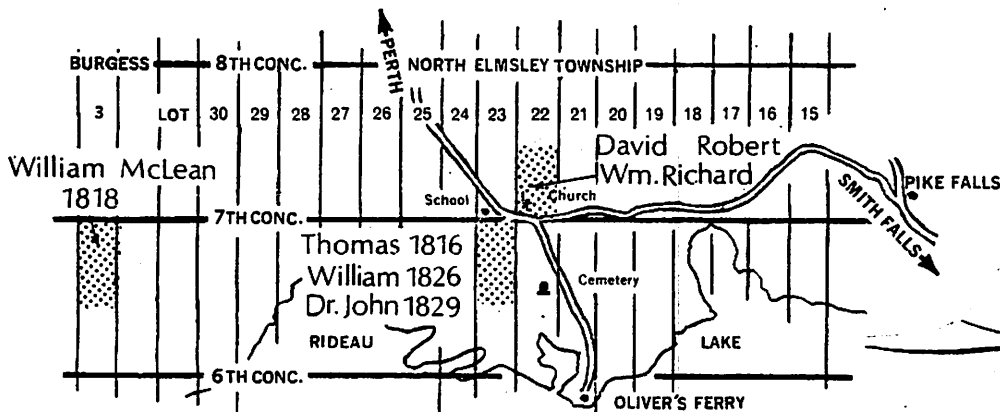 BURGESS 8TH CONC. PERTH NORTH ELMSLEY TOWNSHIP
3 LOT 30 29 28 27 26 25 24 23 22 21 20 19 18 17 16 15
William McLean
1818
David Robert
Wm. Richard
School
Church
PIKE FALLS
SMITH FALLS
7TH CONC.
Thomas 1816
William 1826
Dr. John 1829
Cemetery
RIDEAU
LAKE
6TH CONC.
OLIVER'S FERRY